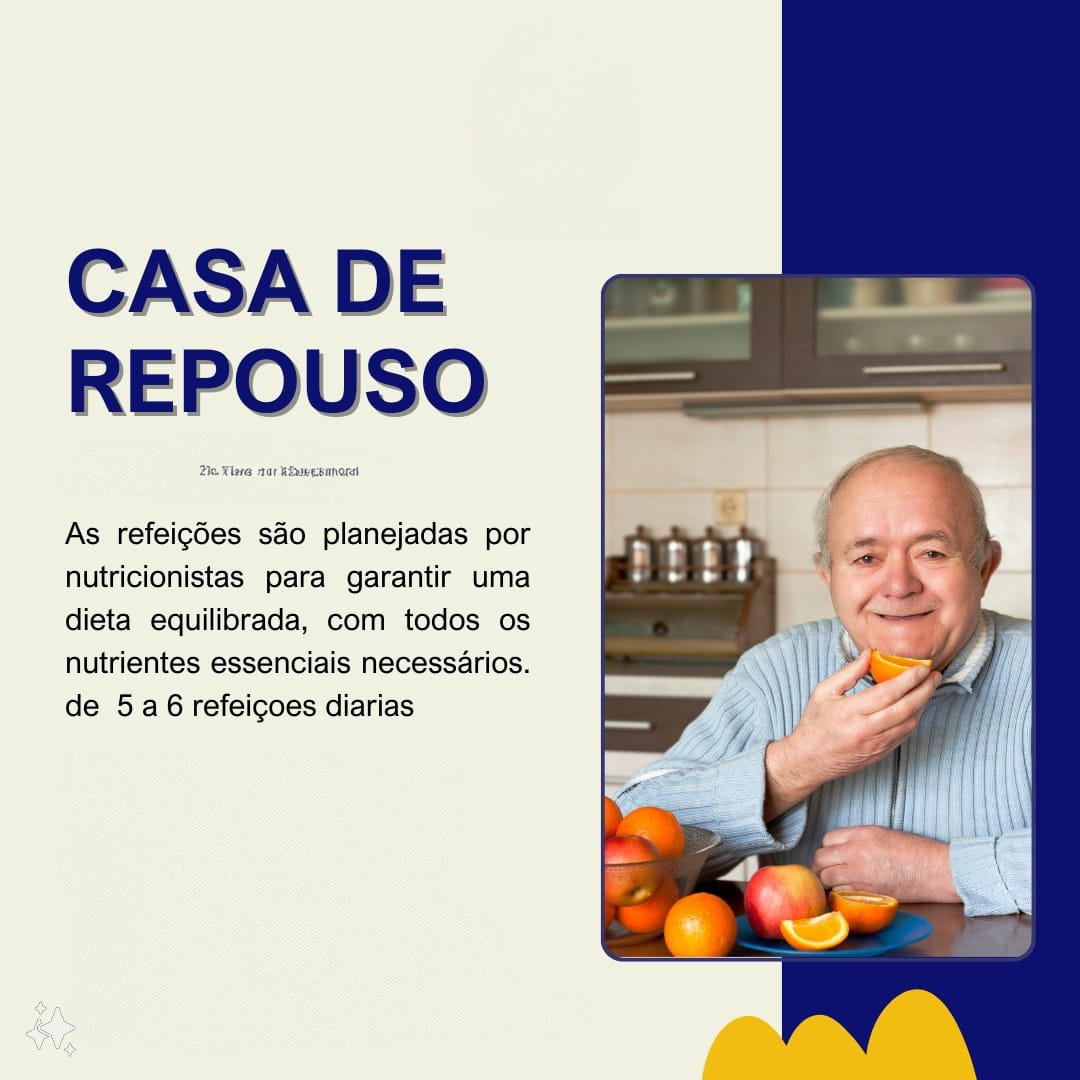 CASA DE
REPOUSO
As refeições são planejadas por
nutricionistas para garantir uma
dieta equilibrada, com todos os
nutrientes essenciais necessários.
de  5 a 6 refeiçoes diarias